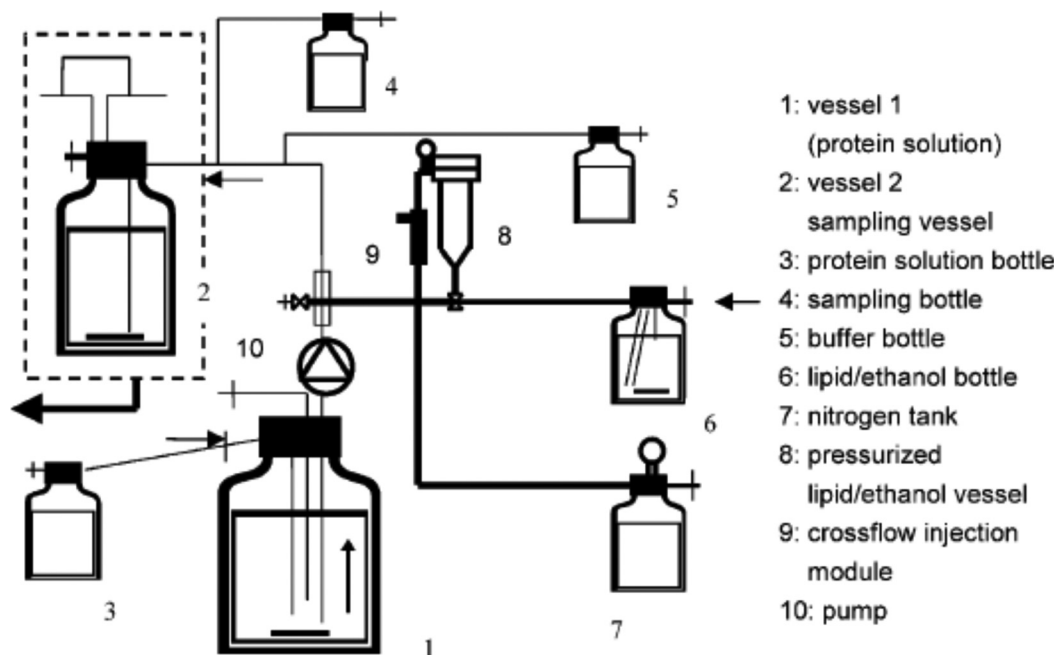 4
5
8
9
2
10
6
3
7
1
1: vessel 1
(protein solution)
2: vessel 2
sampling vessel
3: protein solution bottle
4: sampling bottle
5: buffer bottle
6: lipid/ethanol bottle
7: nitrogen tank
8: pressurized
lipid/ethanol vessel
9: crossflow injection
module
10: pump